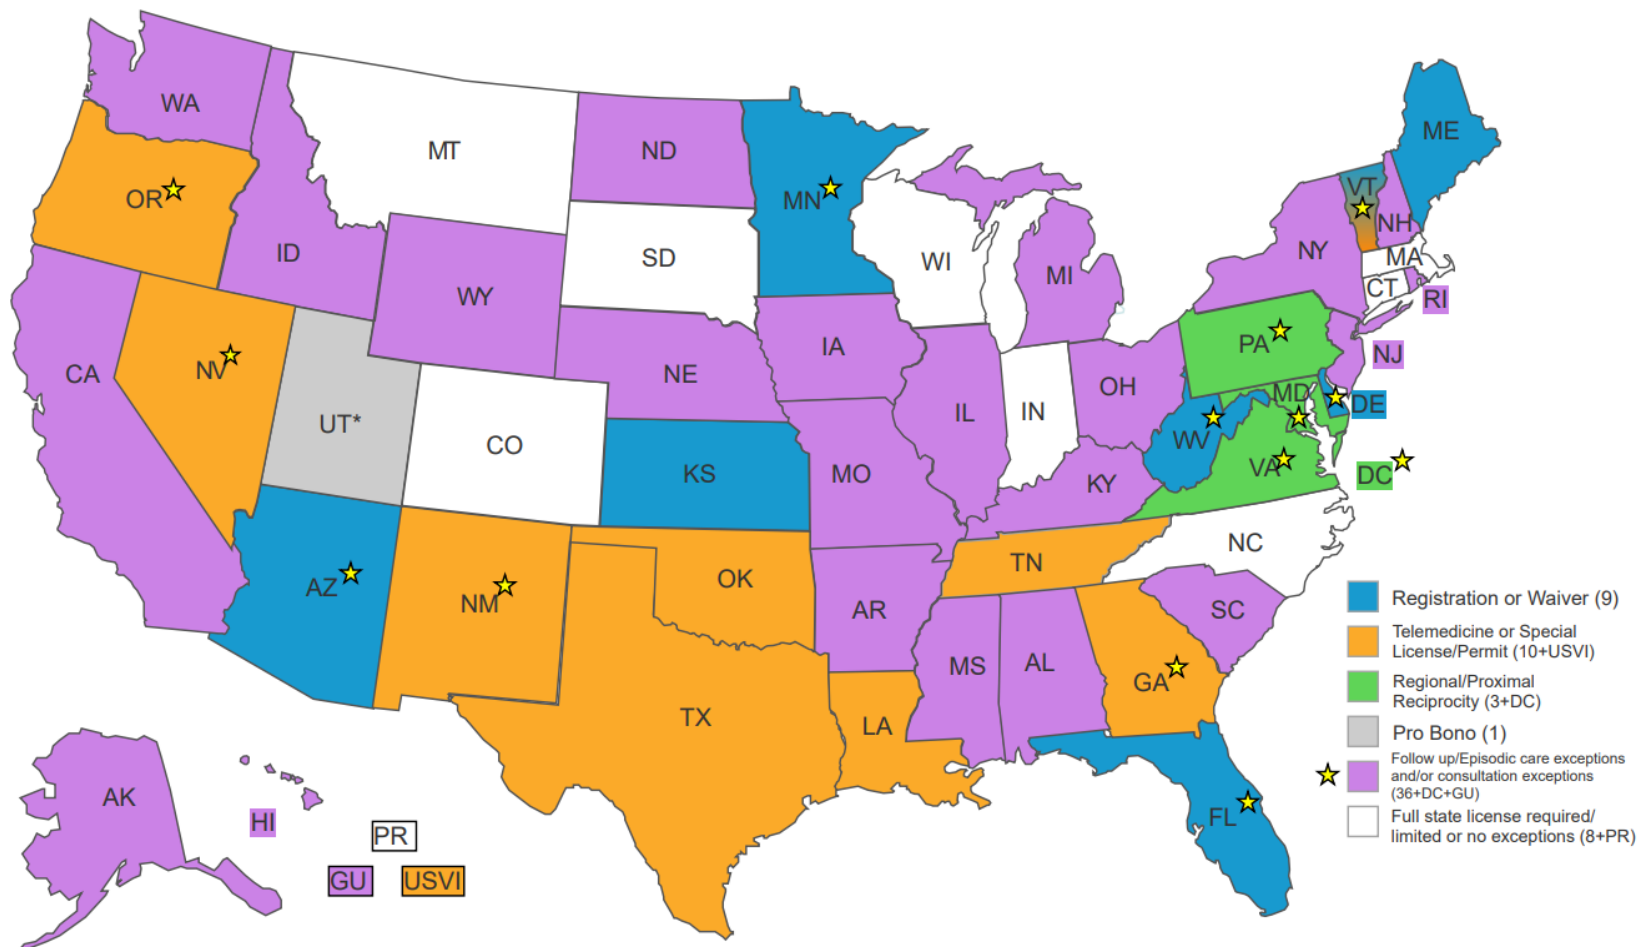 WA
MT
ND
MN
ME
OR
ID
SD
WI
MI
VT
NH
NY
MA
CT
RI
WY
IA
NE
PA
NJ
CA
NV
UT*
CO
KS
MO
IL
IN
OH
MD
DE
WV
VA
DC
KY
AZ
NM
OK
AR
TN
NC
SC
MS
AL
GA
TX
LA
FL
AK
HI
PR
GU
USVI
Registration or Waiver (9)
Telemedicine or Special
License/Permit (10+USVI)
Regional/Proximal
Reciprocity (3+DC)
Pro Bono (1)
Follow up/Episodic care exceptions
and/or consultation exceptions
(36+DC+GU)
Full state license required/
limited or no exceptions (8+PR)